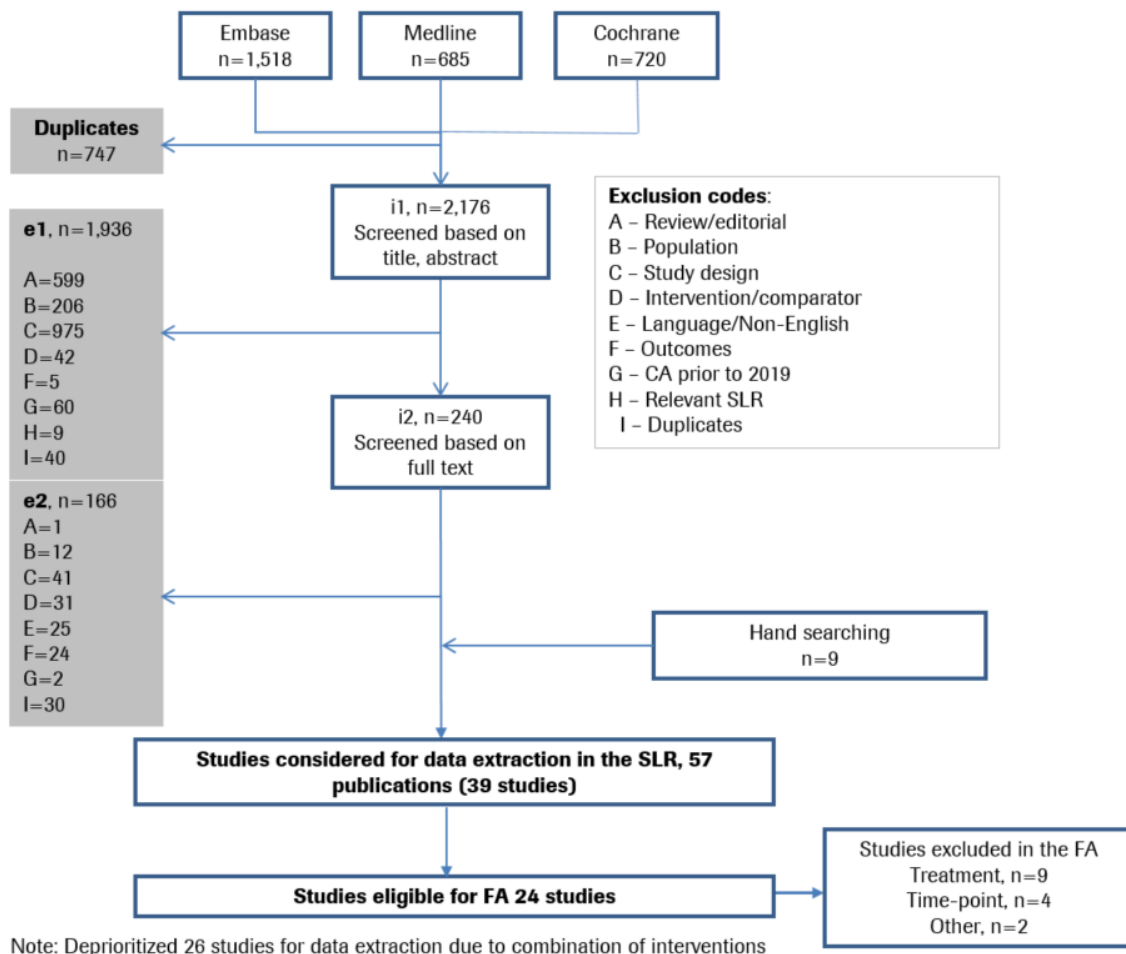 Embase
n=1,518
Medline
n=685
Cochrane
n=720
Duplicates
n=747
i1, n=2,176
Screened based on
title, abstract
Exclusion codes:
A – Review/editorial
B – Population
C – Study design
D – Intervention/comparator
E – Language/Non-English
F – Outcomes
G – CA prior to 2019
H – Relevant SLR
I – Duplicates
e1, n=1,936
A=599
B=206
C=975
D=42
F=5
G=60
H=9
I=40
i2, n=240
Screened based on
full text
e2, n=166
A=1
B=12
C=41
D=31
E=25
F=24
G=2
I=30
Hand searching
n=9
Studies considered for data extraction in the SLR, 57
publications (39 studies)
Studies eligible for FA 24 studies
Studies excluded in the FA
Treatment, n=9
Time-point, n=4
Other, n=2
Note: Deprioritized 26 studies for data extraction due to combination of interventions